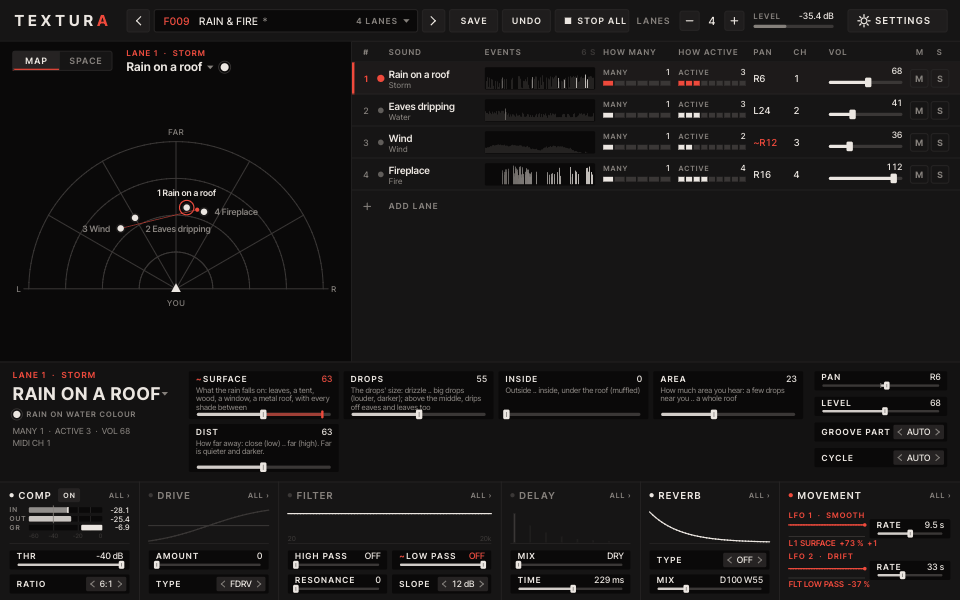 TEXTURA
F009 RAIN & FIRE * 4 LANES
SAVE UNDO STOP ALL LANES 4 LEVEL -35.4 dB SETTINGS
MAP SPACE
LANE 1 · STORM
Rain on a roof
FAR
1 Rain on a roof
4 Fireplace
3 Wind
2 Eaves dripping
L
R
YOU
# SOUND EVENTS 6 S HOW MANY HOW ACTIVE PAN CH VOL M S
1 Rain on a roof Storm MANY 1 ACTIVE 3 R6 1 68 M S
2 Eaves dripping Water MANY 1 ACTIVE 3 L24 2 41 M S
3 Wind Wind MANY 1 ACTIVE 2 ~R12 3 36 M S
4 Fireplace Fire MANY 1 ACTIVE 4 R16 4 112 M S
+ ADD LANE
LANE 1 · STORM
RAIN ON A ROOF
RAIN ON WATER COLOUR
MANY 1 · ACTIVE 3 · VOL 68
MIDI CH 1
~SURFACE 63
What the rain falls on: leaves, a tent,
wood, a window, a metal roof, with every
shade between
DROPS 55
The drops' size: drizzle .. big drops
(louder, darker); above the middle, drips
off eaves and leaves too
INSIDE 0
Outside .. inside, under the roof (muffled)
AREA 23
How much area you hear: a few drops
near you .. a whole roof
DIST 63
How far away: close (low) .. far (high). Far
is quieter and darker.
PAN R6
LEVEL 68
GROOVE PART < AUTO >
CYCLE < AUTO >
COMP ON ALL ›
IN -28.1
OUT -25.4
GR -6.9
-60 -40 -20 0
THR -40 dB
RATIO < 6:1 >
DRIVE ALL ›
AMOUNT 0
TYPE < FDRV >
FILTER ALL ›
20 20k
HIGH PASS OFF
~LOW PASS OFF
RESONANCE 0
SLOPE < 12 dB >
DELAY ALL ›
MIX DRY
TIME 229 ms
REVERB ALL ›
TYPE < OFF >
MIX D100 W55
MOVEMENT ALL ›
LFO 1 · SMOOTH
RATE 9.5 s
L1 SURFACE +73 % +1
LFO 2 · DRIFT
RATE 33 s
FLT LOW PASS -37 %